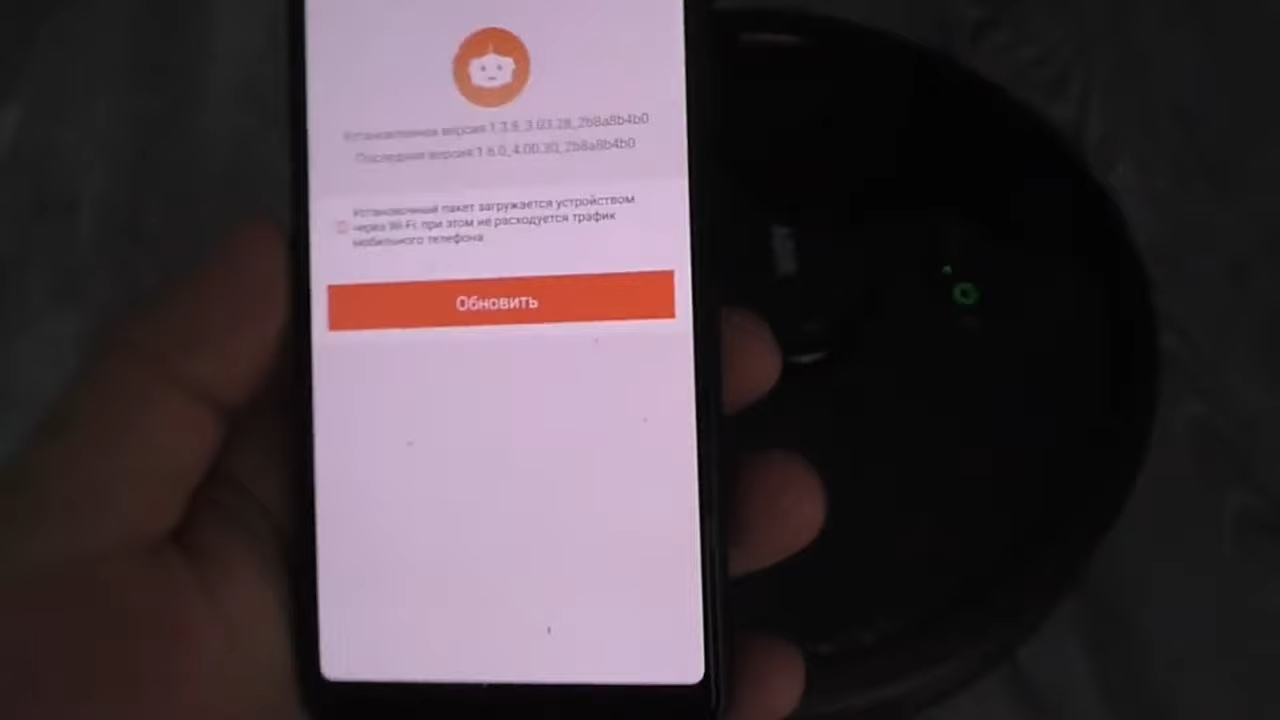 Установленная версия:1.3.9_3.03.28_2b8a8b4b0
Последняя версия:1.6.0_4.00.30_2b8a8b4b0
Установочный пакет загружается устройством
через Wi-Fi; при этом не расходуется трафик
мобильного телефона
Обновить